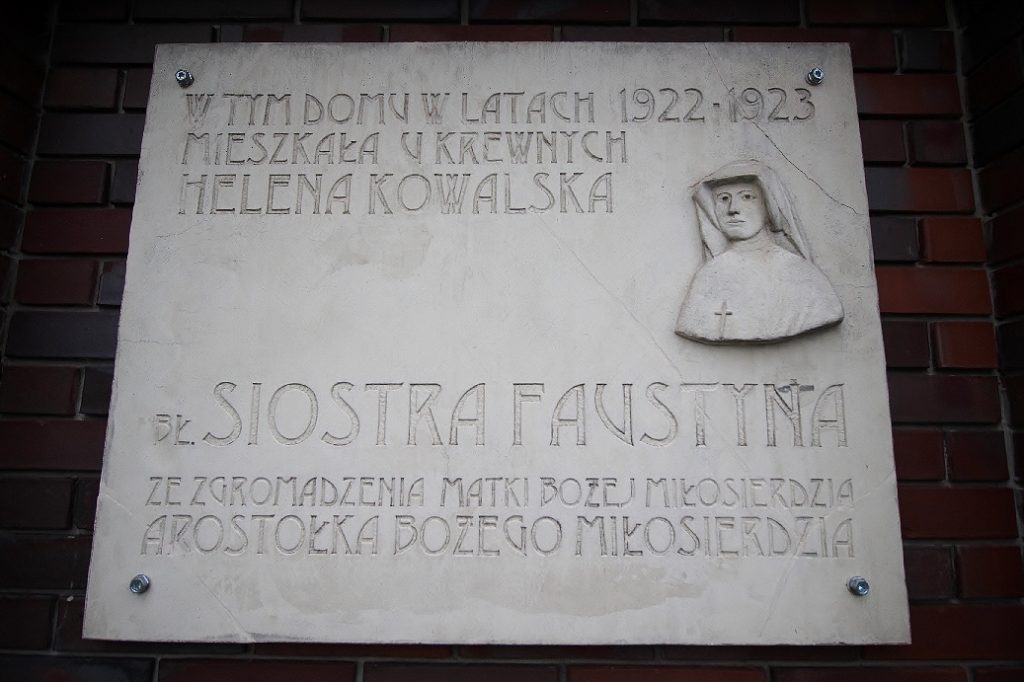 W TYM DOMU W LATACH 1922-1923
MIESZKAŁA U KREWNYCH
HELENA KOWALSKA
BŁ. SIOSTRA FAUSTYNA
ZE ZGROMADZENIA MATKI BOŻEJ MIŁOSIERDZIA
APOSTOŁKA BOŻEGO MIŁOSIERDZIA